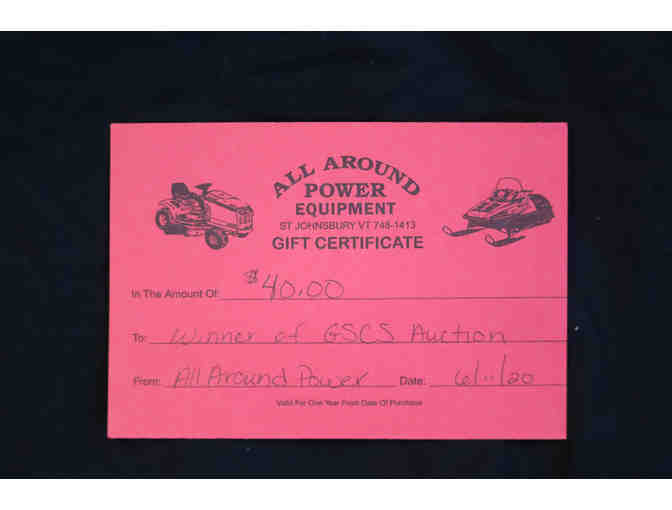 ALL AROUND
POWER
EQUIPMENT
ST JOHNSBURY VT 748-1413
GIFT CERTIFICATE
In The Amount Of: $40.00
To: Winner of GSCS Auction
From: All Around Power Date: 6/11/20
Valid For One Year From Date Of Purchase